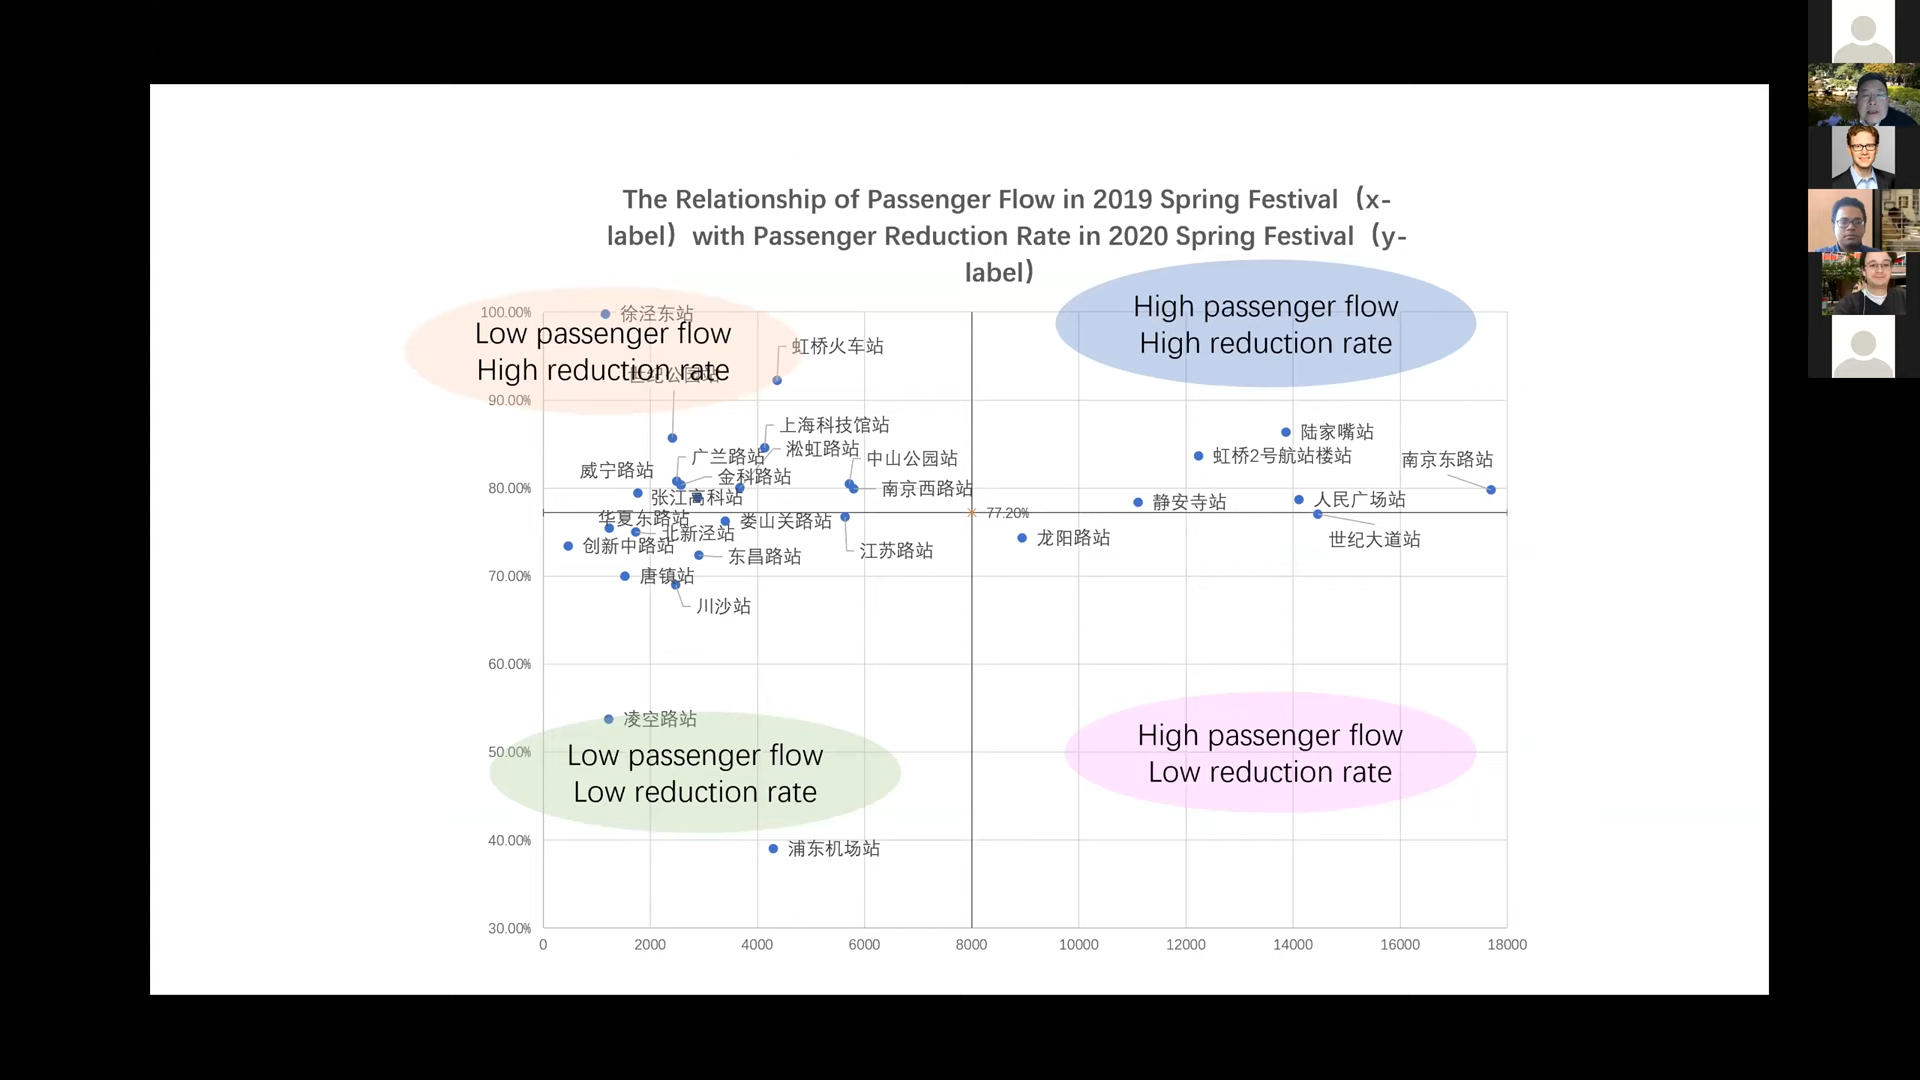 The Relationship of Passenger Flow in 2019 Spring Festival（x-
label）with Passenger Reduction Rate in 2020 Spring Festival（y-
label）
Low passenger flow
High reduction rate
High passenger flow
High reduction rate
Low passenger flow
Low reduction rate
High passenger flow
Low reduction rate
100.00%
90.00%
80.00%
70.00%
60.00%
50.00%
40.00%
30.00%
徐泾东站
虹桥火车站
世纪公园站
上海科技馆站
淞虹路站
广兰路站
中山公园站
威宁路站
金科路站
南京西路站
张江高科站
华夏东路站
娄山关路站
北新泾站
创新中路站
东昌路站
江苏路站
唐镇站
川沙站
凌空路站
浦东机场站
77.20%
陆家嘴站
虹桥2号航站楼站
南京东路站
静安寺站
人民广场站
龙阳路站
世纪大道站
0
2000
4000
6000
8000
10000
12000
14000
16000
18000